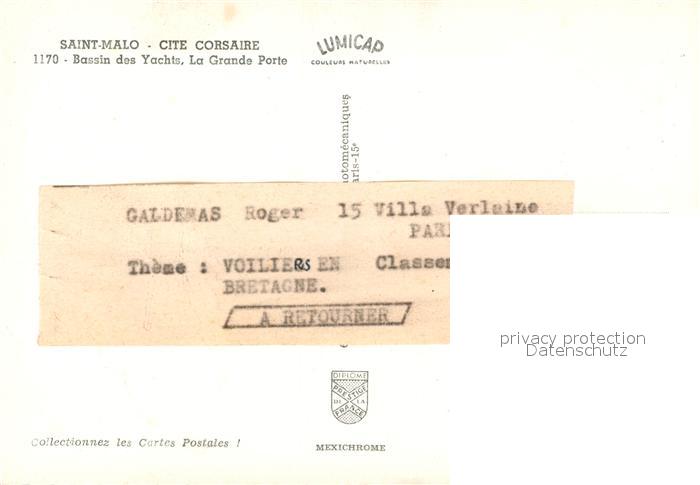 SAINT-MALO - CITE CORSAIRE
1170 - Bassin des Yachts, La Grande Porte
LUMICAP
COULEURS NATURELLES
otomécaniques
aris-15e
GALDEMAS Roger 15 Villa Verlaine
PARI
Thème : VOILIERS EN Classem
BRETAGNE.
A RETOURNER
privacy protection
Datenschutz
DIPLOME
PRESTIGE
DE LA
FRANCE
Collectionnez les Cartes Postales !
MEXICHROME